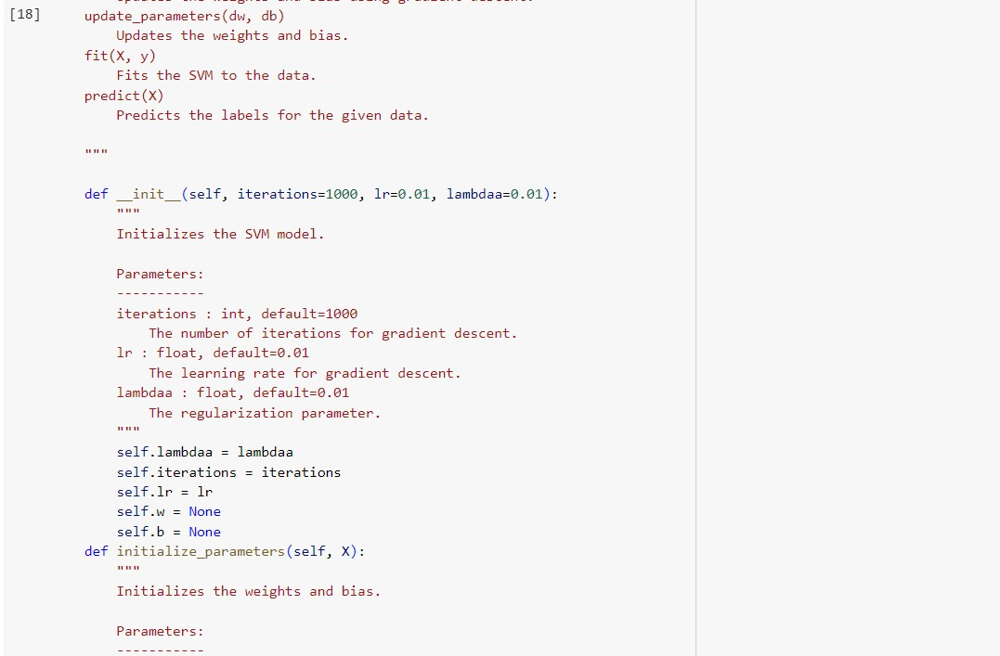 [18]
update_parameters(dw, db)
Updates the weights and bias.
fit(X, y)
Fits the SVM to the data.
predict(X)
Predicts the labels for the given data.
"""
def __init__(self, iterations=1000, lr=0.01, lambdaa=0.01):
"""
Initializes the SVM model.
Parameters:
-----------
iterations : int, default=1000
The number of iterations for gradient descent.
lr : float, default=0.01
The learning rate for gradient descent.
lambdaa : float, default=0.01
The regularization parameter.
"""
self.lambdaa = lambdaa
self.iterations = iterations
self.lr = lr
self.w = None
self.b = None
def initialize_parameters(self, X):
"""
Initializes the weights and bias.
Parameters:
-----------